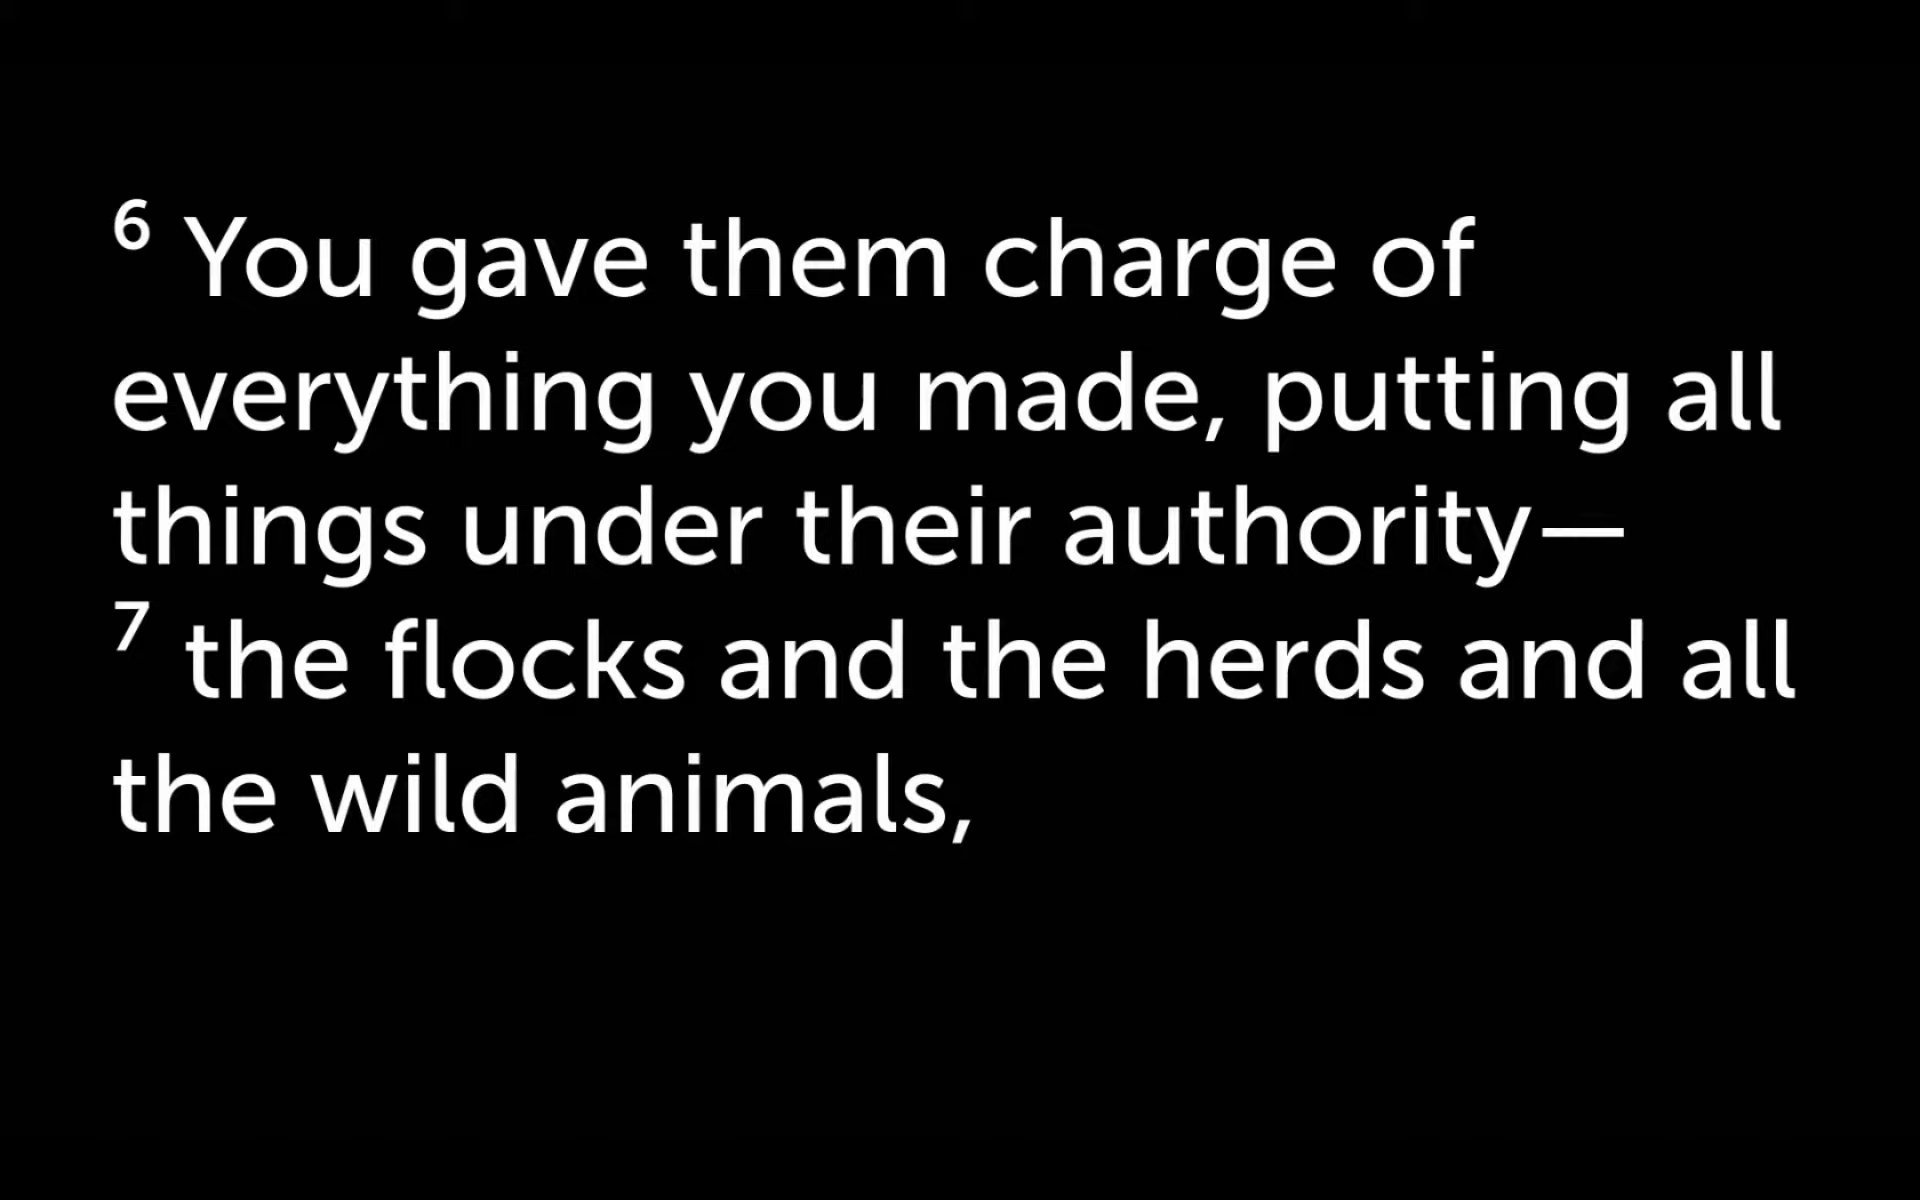 6 You gave them charge of
everything you made, putting all
things under their authority—
7 the flocks and the herds and all
the wild animals,